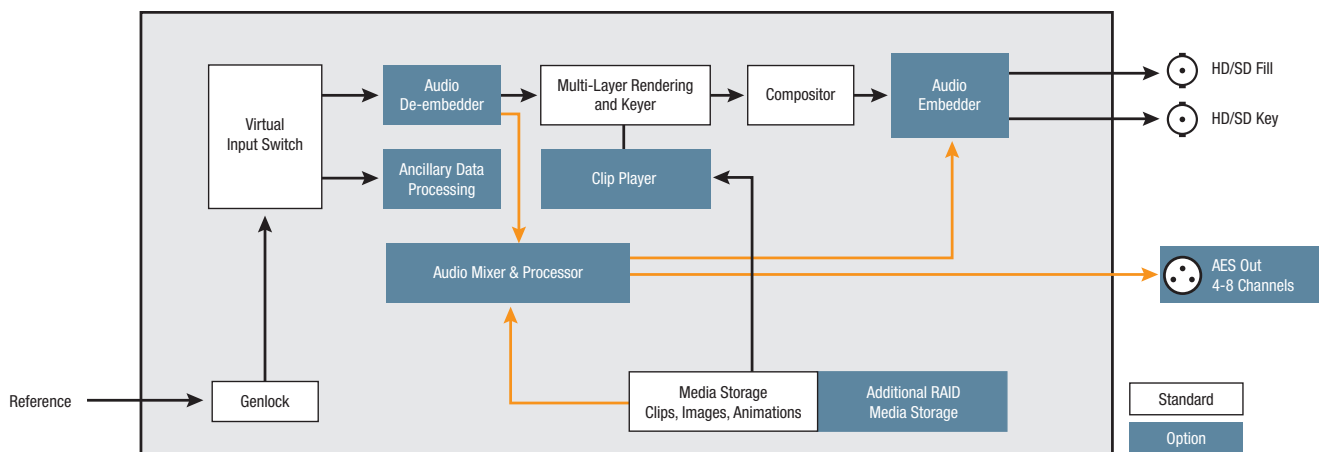 Virtual
Input Switch
Audio
De-embedder
Multi-Layer Rendering
and Keyer
Compositor
Audio
Embedder
HD/SD Fill
HD/SD Key
Ancillary Data
Processing
Clip Player
Audio Mixer & Processor
AES Out
4-8 Channels
Reference
Genlock
Media Storage
Clips, Images, Animations
Additional RAID
Media Storage
Standard
Option